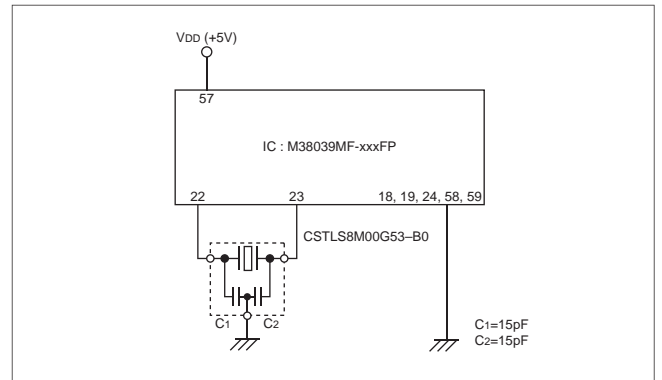 VDD (+5V)
57
IC : M38039MF-xxxFP
22 23 18, 19, 24, 58, 59
CSTLS8M00G53–B0
C1 C2
C1=15pF
C2=15pF